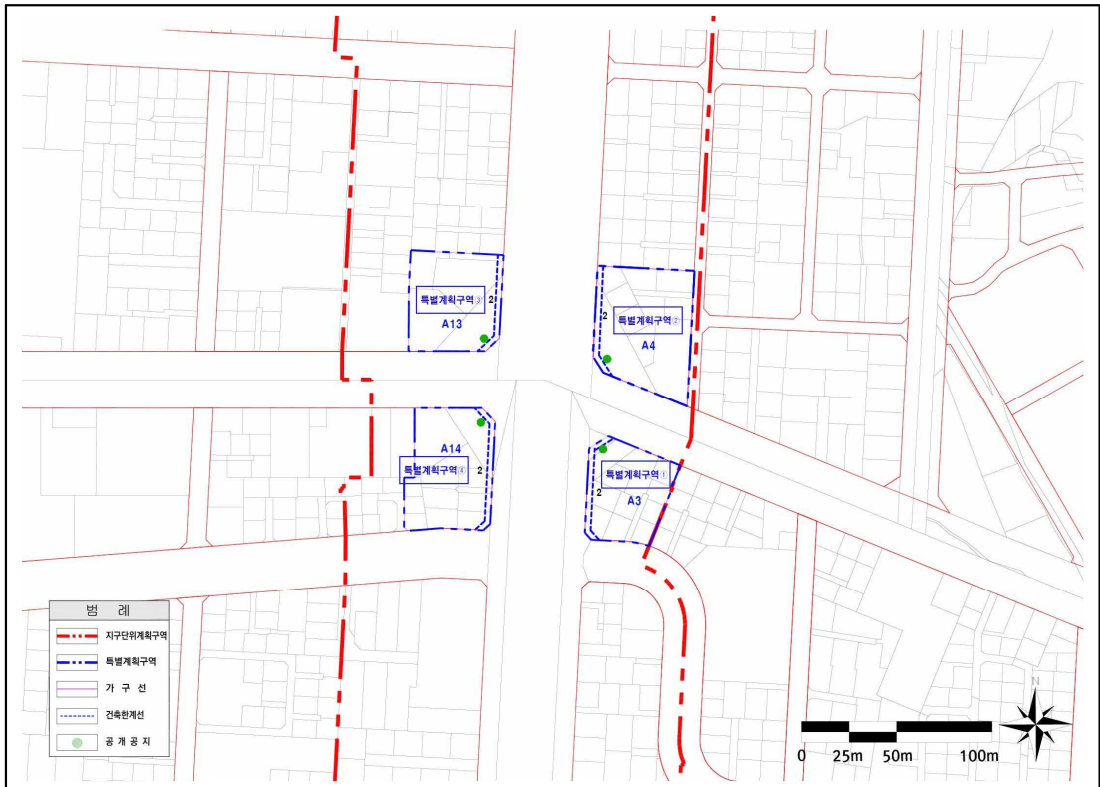 특별계획구역③
2
A13
특별계획구역②
2
A4
A14
특별계획구역④
2
특별계획구역①
2
A3
범 례
지구단위계획구역
특별계획구역
가 구 선
건축한계선
공 개 공 지
N
0 25m 50m 100m